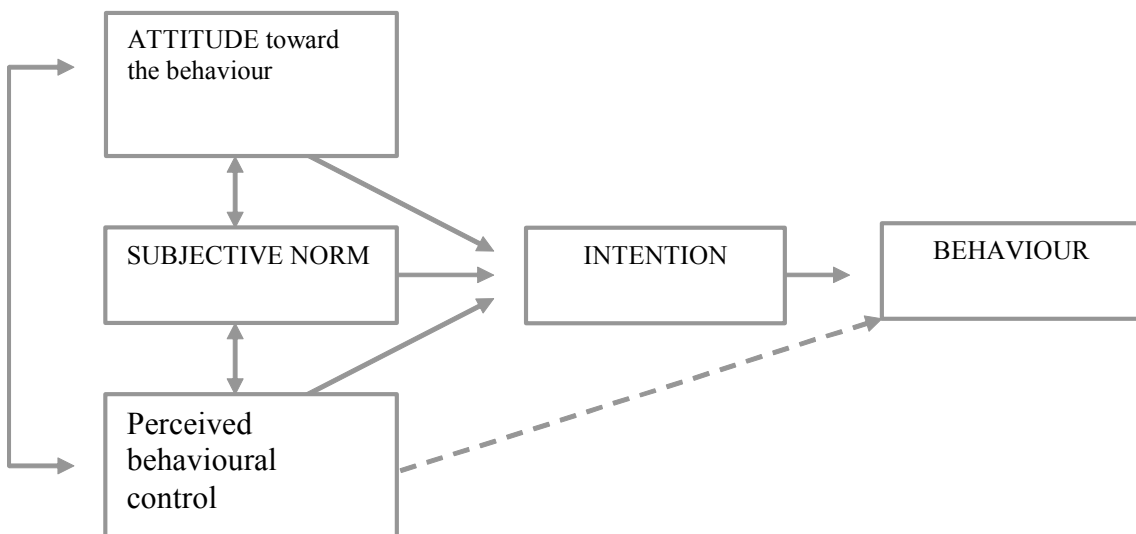 ATTITUDE toward
the behaviour
SUBJECTIVE NORM
INTENTION
BEHAVIOUR
Perceived
behavioural
control